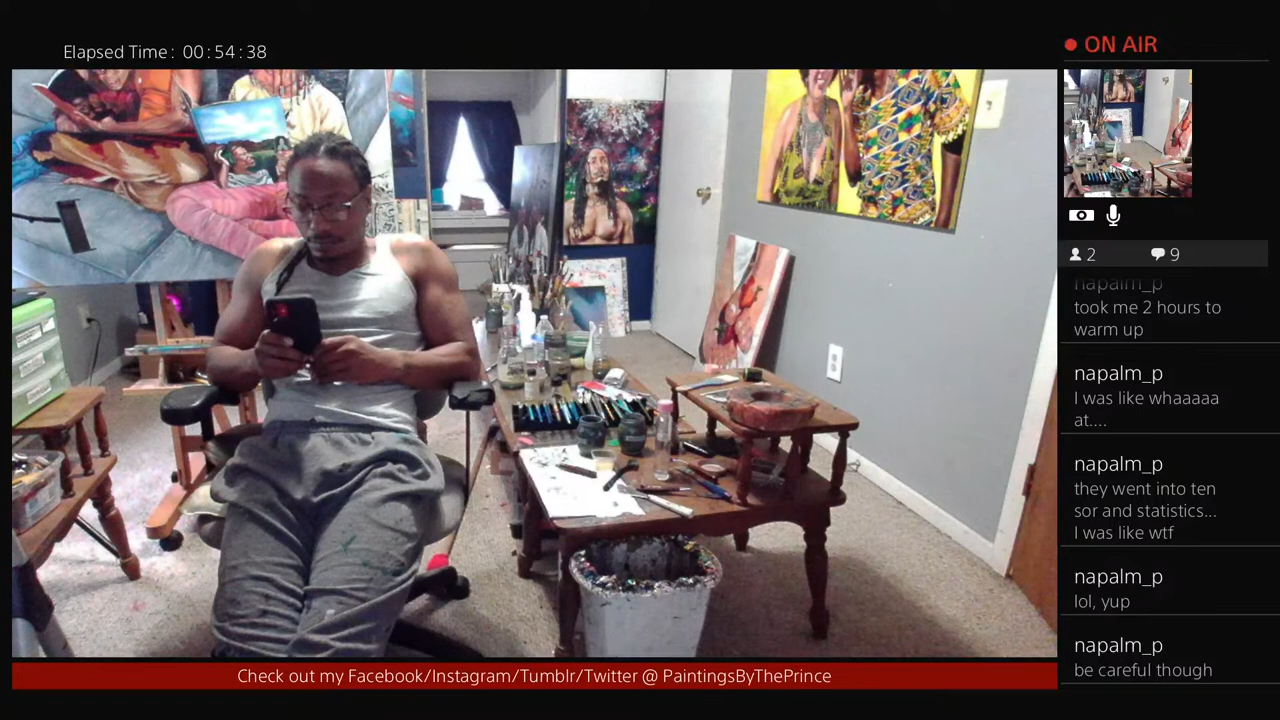 Elapsed Time: 00:54:38
ON AIR
2
9
napalm_p
took me 2 hours to
warm up
napalm_p
I was like whaaaaa
at....
napalm_p
they went into ten
sor and statistics...
I was like wtf
napalm_p
lol, yup
napalm_p
be careful though
Check out my Facebook/Instagram/Tumblr/Twitter @ PaintingsByThePrince